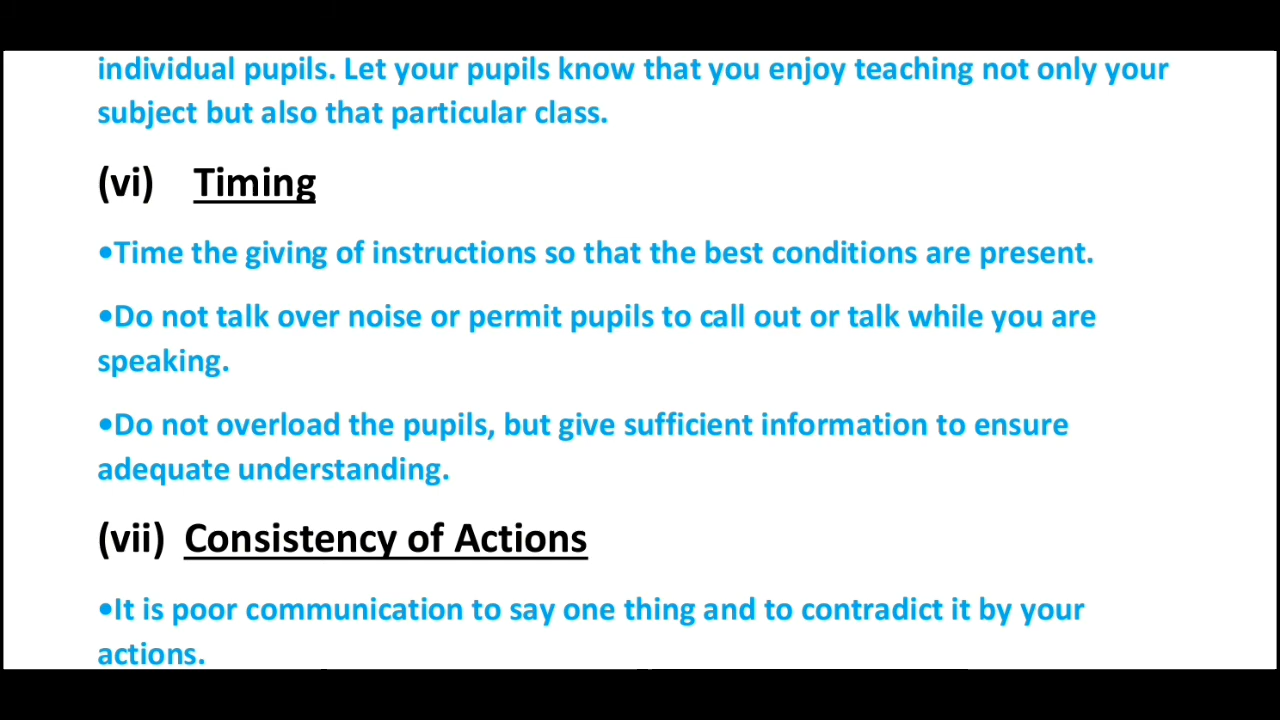 individual pupils. Let your pupils know that you enjoy teaching not only your
subject but also that particular class.
(vi) Timing
•Time the giving of instructions so that the best conditions are present.
•Do not talk over noise or permit pupils to call out or talk while you are
speaking.
•Do not overload the pupils, but give sufficient information to ensure
adequate understanding.
(vii) Consistency of Actions
•It is poor communication to say one thing and to contradict it by your
actions.